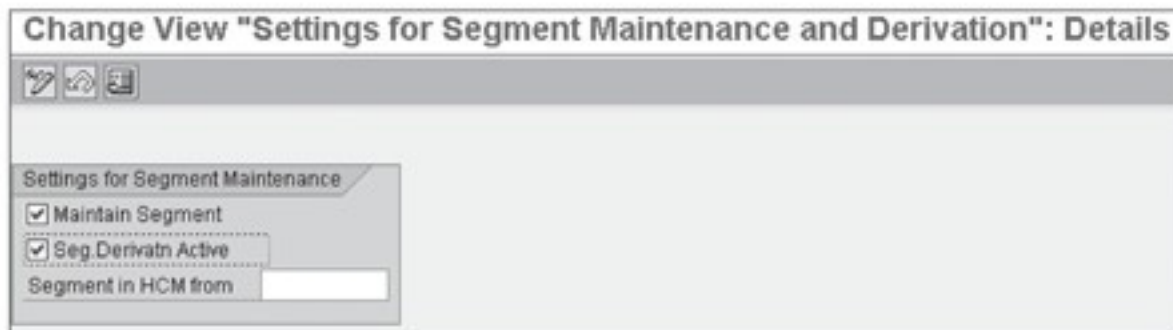 Change View "Settings for Segment Maintenance and Derivation": Details
Settings for Segment Maintenance
Maintain Segment
Seg.Derivatn Active
Segment in HCM from